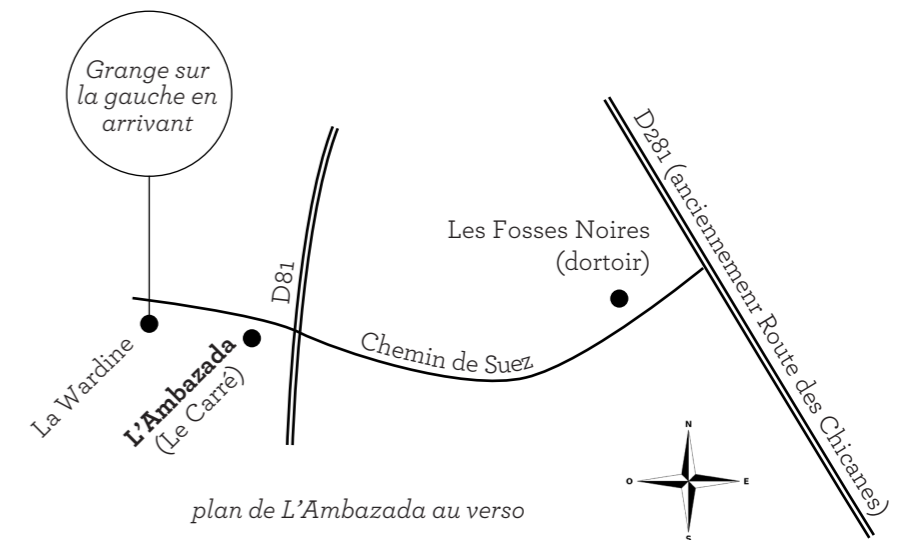 Grange sur
la gauche en
arrivant
D281 (anciennemenr Route des Chicanes)
Les Fosses Noires
(dortoir)
D81
Chemin de Suez
La Wardine
L'Ambazada
(Le Carré)
N
O
E
S
plan de L'Ambazada au verso